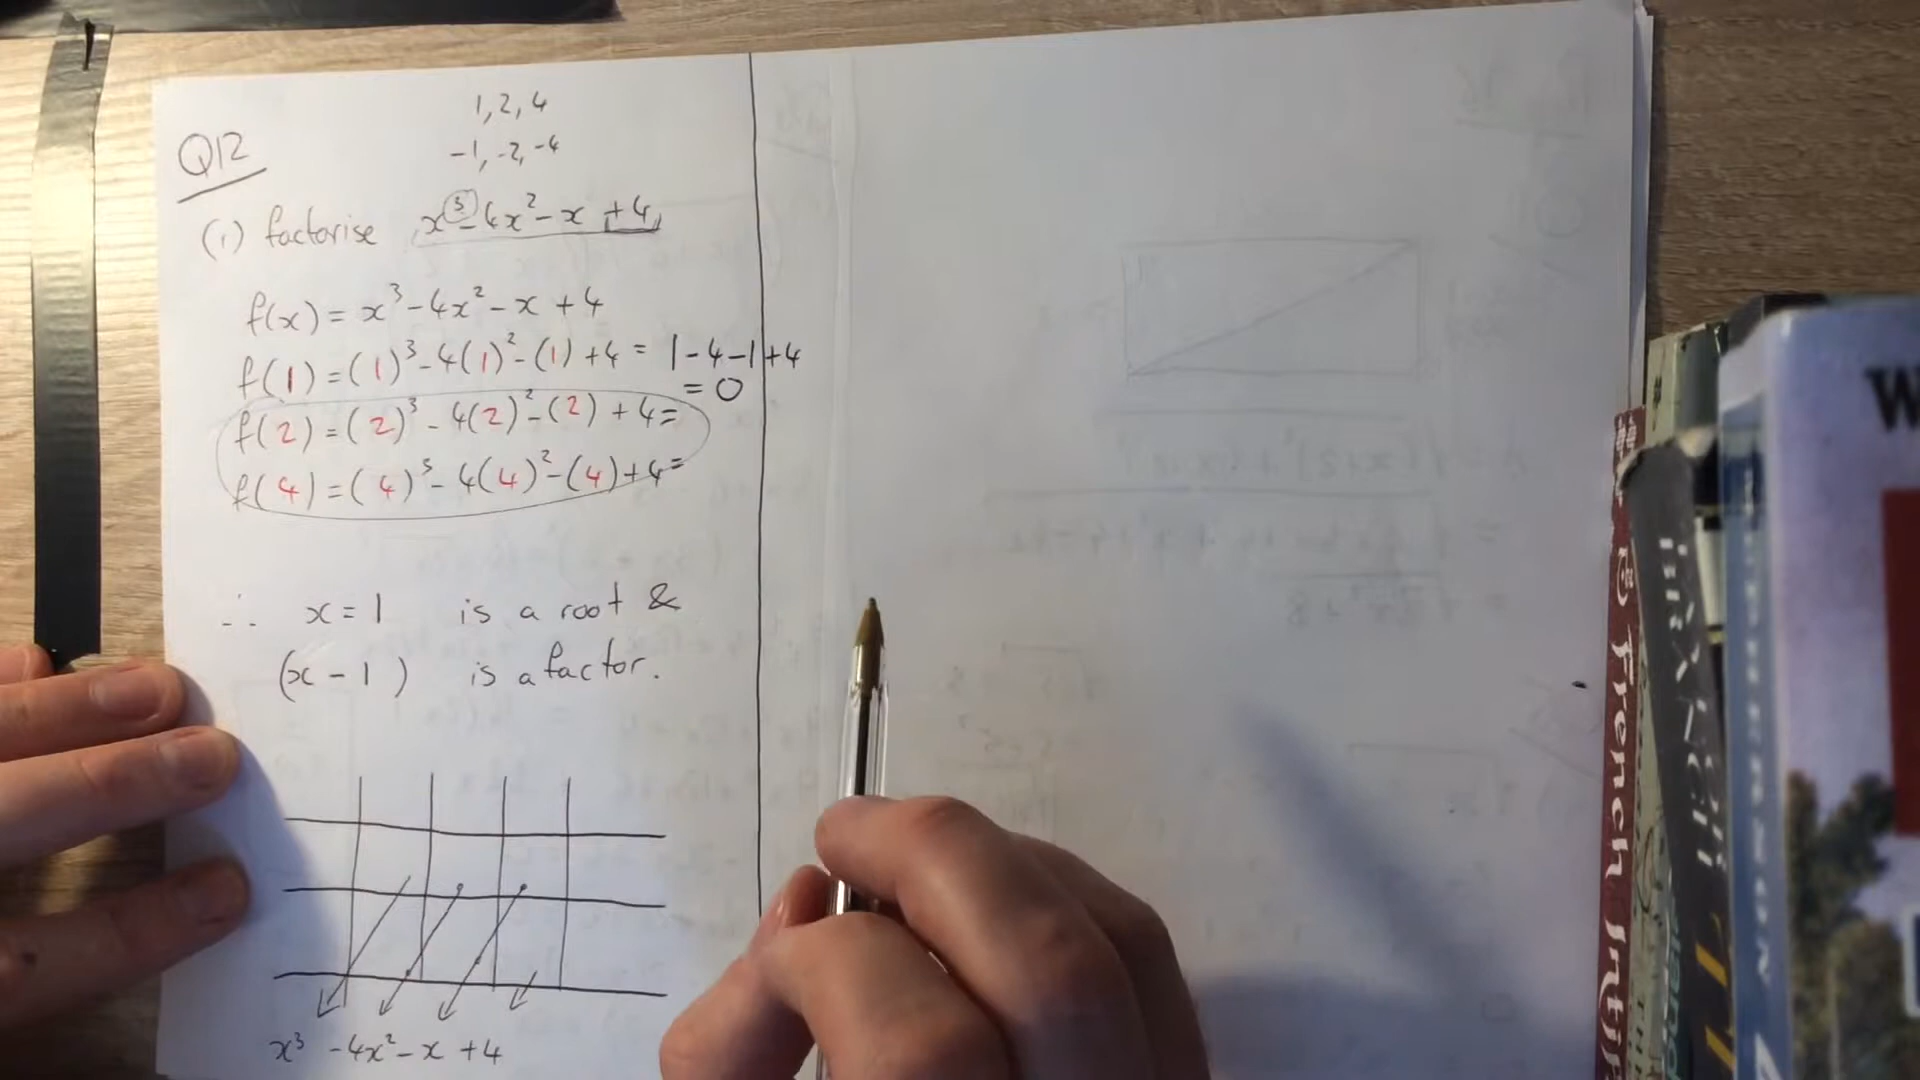 1, 2, 4
-1, -2, -4
Q12
(i) factorise x³ - 4x² - x + 4
f(x) = x³ - 4x² - x + 4
f(1) = (1)³ - 4(1)² - (1) + 4 = 1 - 4 - 1 + 4
= 0
f(2) = (2)³ - 4(2)² - (2) + 4 =
f(4) = (4)³ - 4(4)² - (4) + 4 =
∴ x = 1 is a root &
(x - 1) is a factor.
x³ - 4x² - x + 4
French